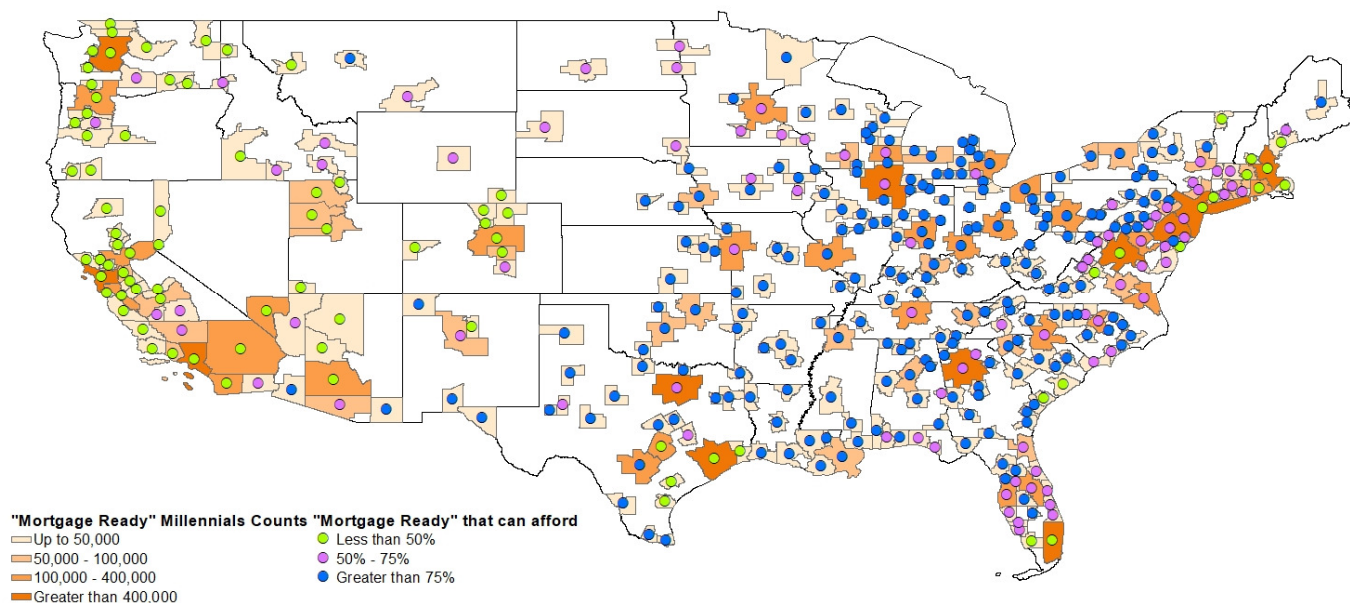 "Mortgage Ready" Millennials Counts "Mortgage Ready" that can afford
Up to 50,000 Less than 50%
50,000 - 100,000 50% - 75%
100,000 - 400,000 Greater than 75%
Greater than 400.000